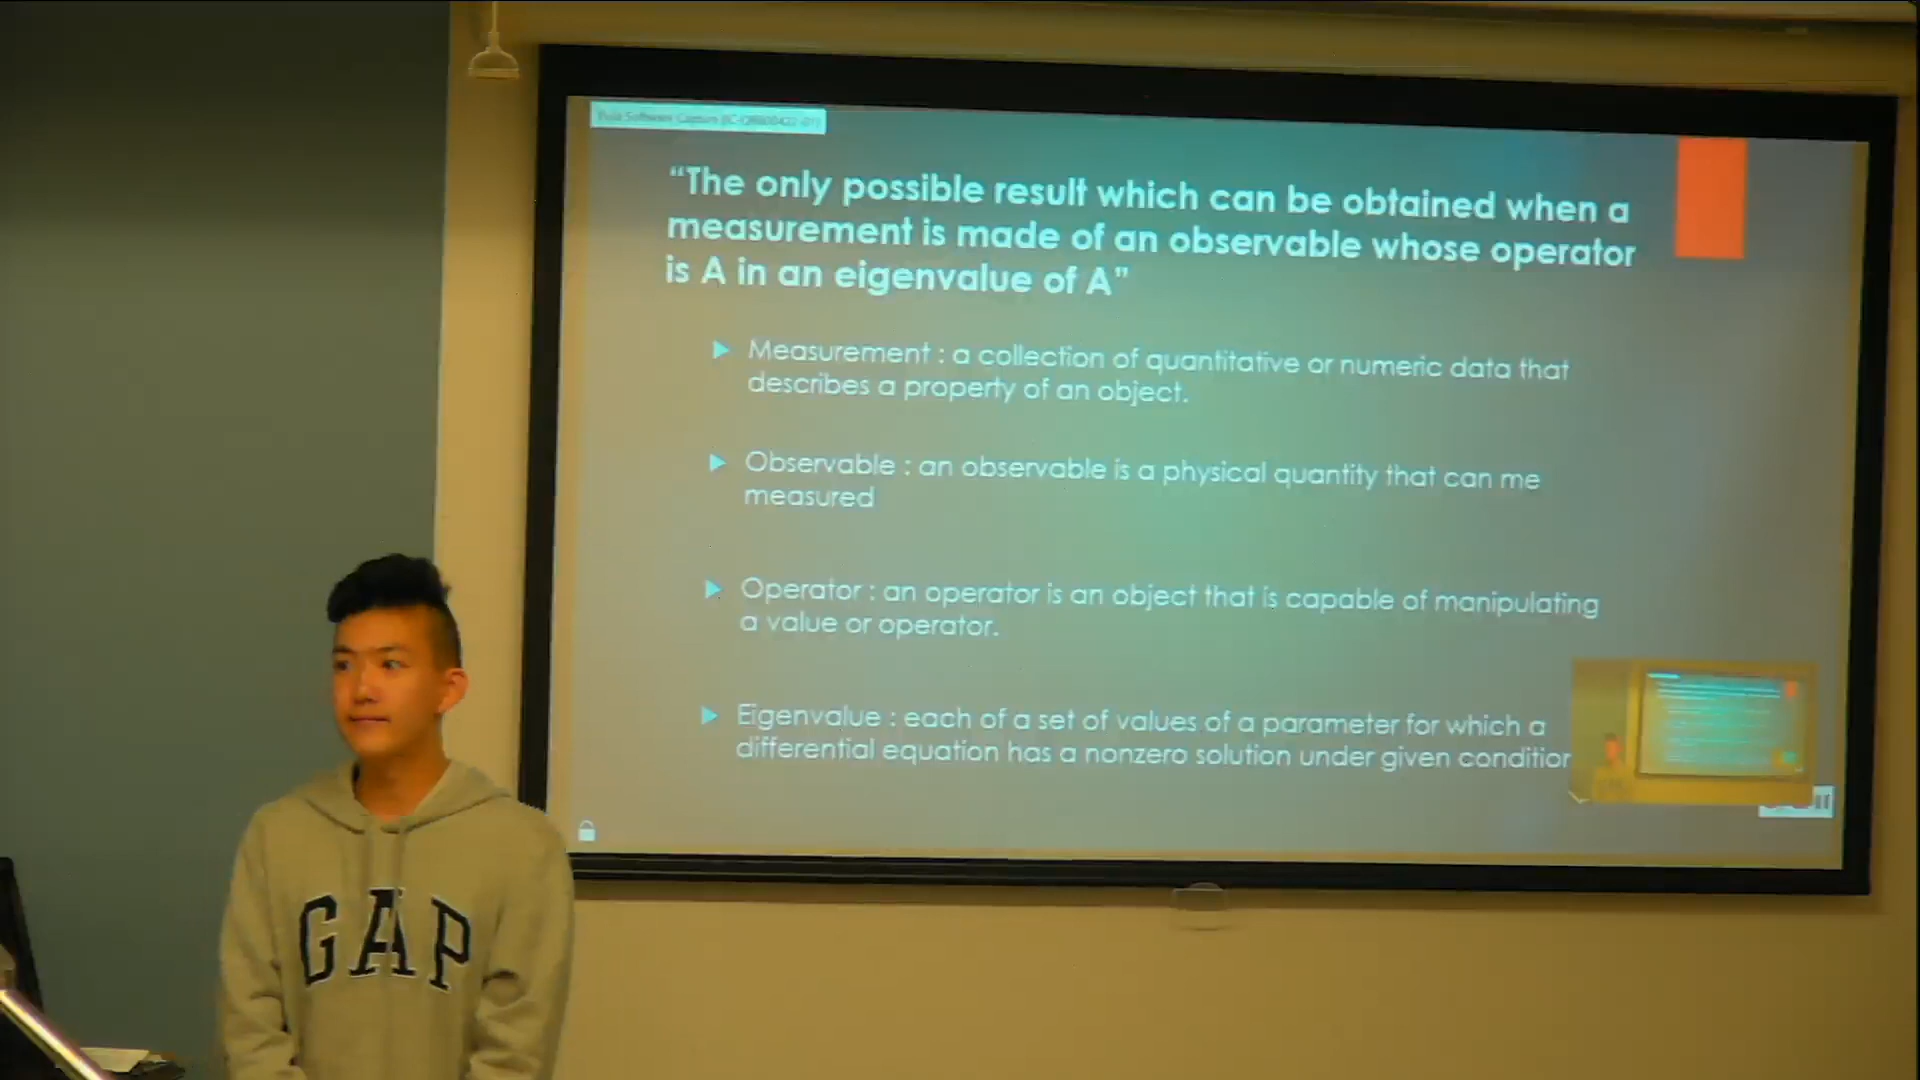 “The only possible result which can be obtained when a
measurement is made of an observable whose operator
is A in an eigenvalue of A”
Measurement : a collection of quantitative or numeric data that
describes a property of an object.
Observable : an observable is a physical quantity that can me
measured
Operator : an operator is an object that is capable of manipulating
a value or operator.
Eigenvalue : each of a set of values of a parameter for which a
differential equation has a nonzero solution under given condition
GAP